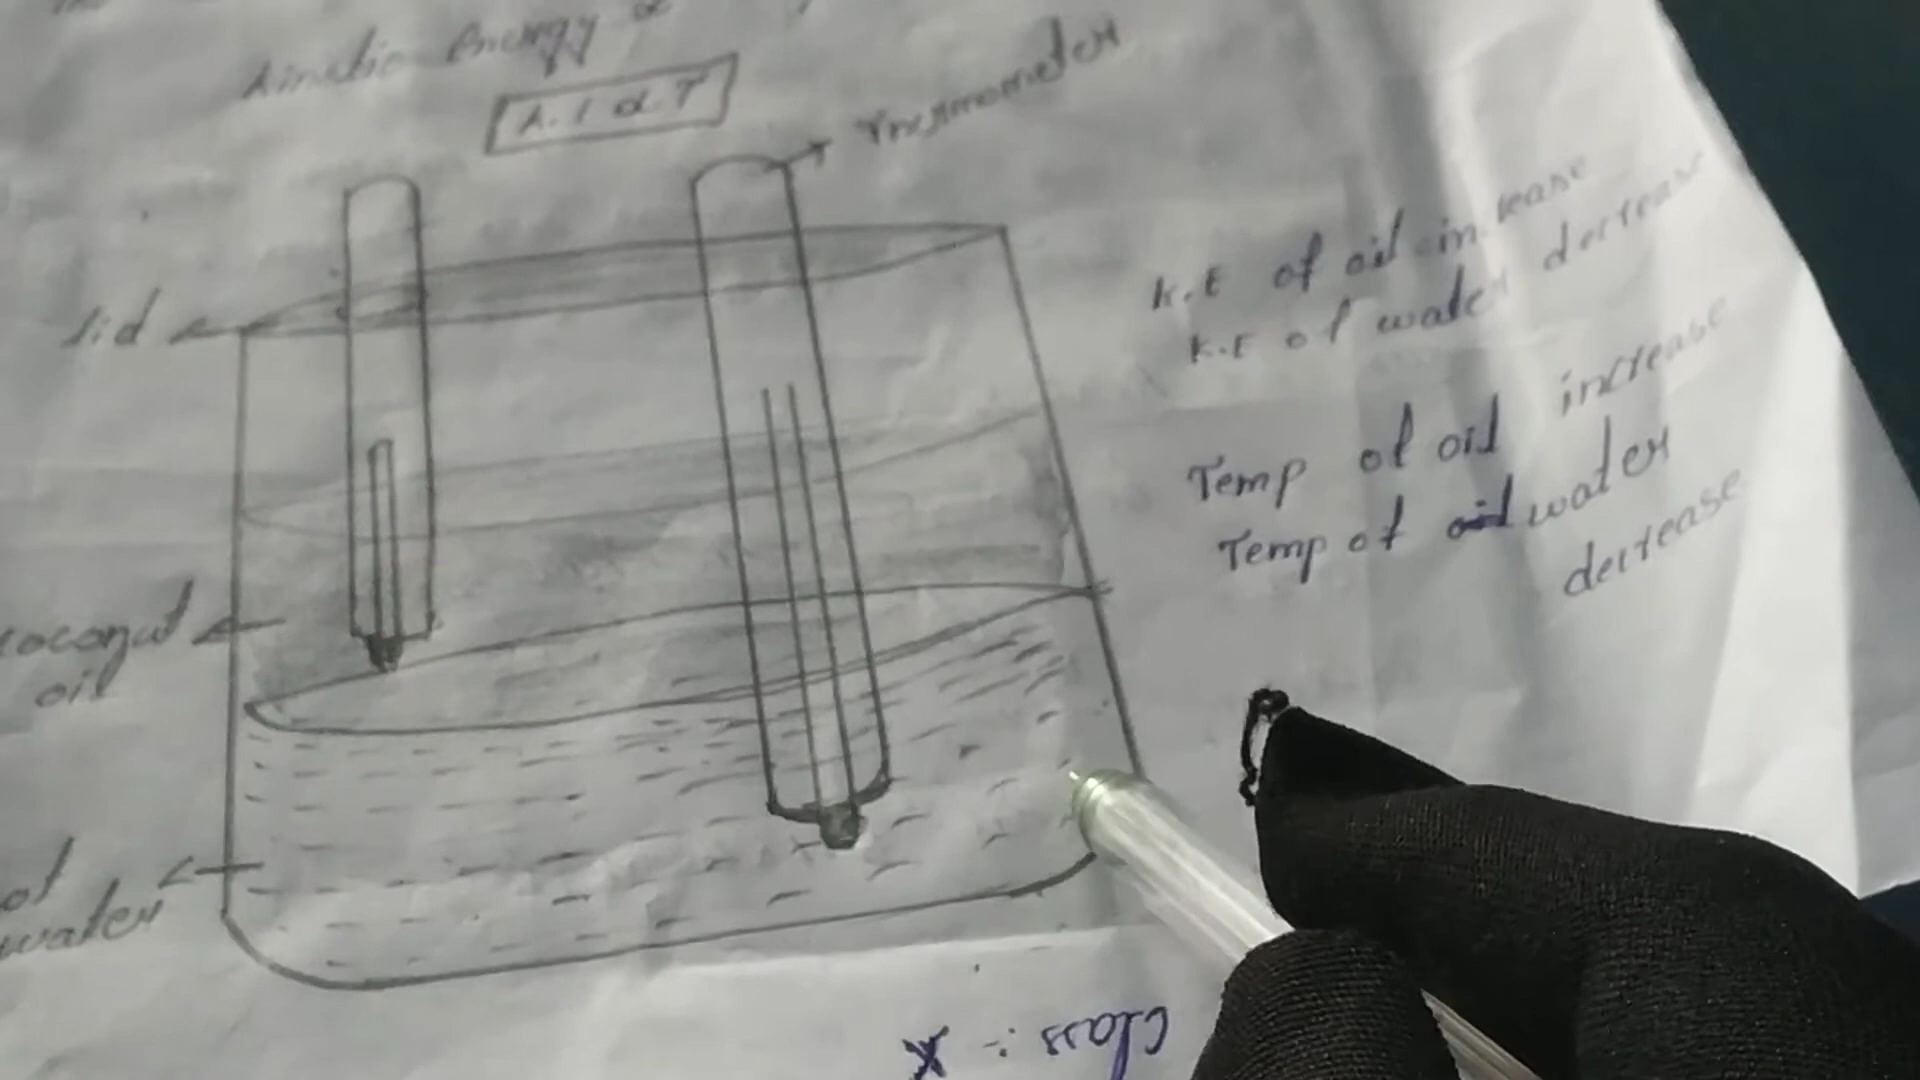 Kinetic Energy α
K.E α T
Thermometer
lid
K.E of oil increase
K.E of water decrease
Temp of oil increase
Temp of water
decrease
coconut
oil
ot
water
Class :- X